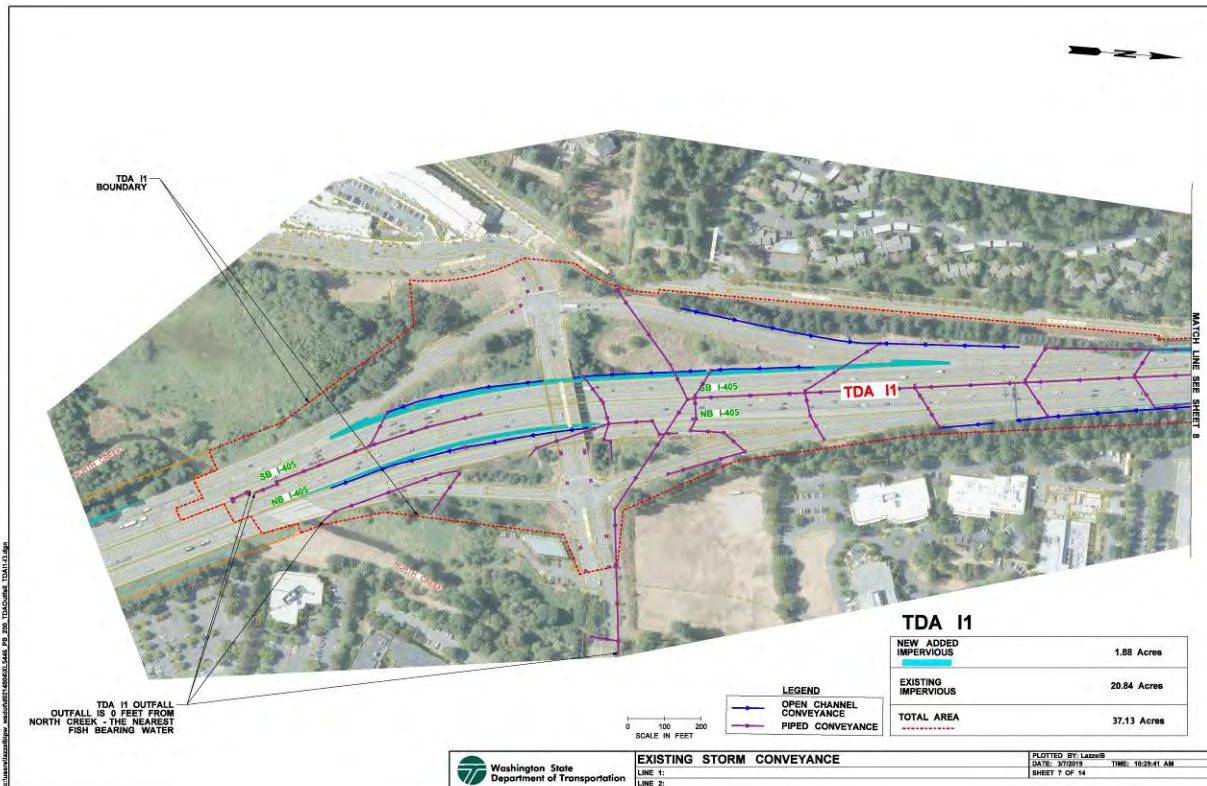 N
TDA I1
BOUNDARY
MATCH LINE SEE SHEET 8
SB I-405
NB I-405
TDA I1
NORTH CREEK
SB I-405
NB I-405
NORTH CREEK
TDA I1 OUTFALL
OUTFALL IS 0 FEET FROM
NORTH CREEK - THE NEAREST
FISH BEARING WATER
TDA I1
NEW ADDED
IMPERVIOUS
1.88 Acres
EXISTING
IMPERVIOUS
20.84 Acres
TOTAL AREA
37.13 Acres
LEGEND
OPEN CHANNEL
CONVEYANCE
PIPED CONVEYANCE
0 100 200
SCALE IN FEET
Washington State
Department of Transportation
EXISTING STORM CONVEYANCE
LINE 1:
LINE 2:
PLOTTED BY: LazzelB
DATE: 3/7/2019 TIME: 10:29:41 AM
SHEET 7 OF 14